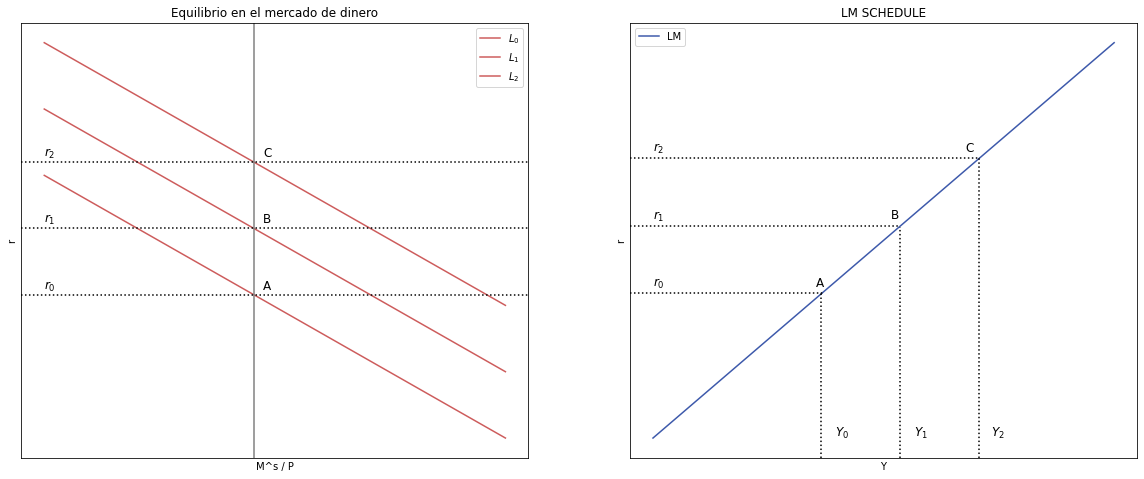 Equilibrio en el mercado de dinero
L₀
L₁
L₂
r₂
C
r₁
B
r₀
A
r
M^s / P
LM SCHEDULE
LM
r₂
C
r₁
B
r₀
A
Y₀
Y₁
Y₂
r
Y